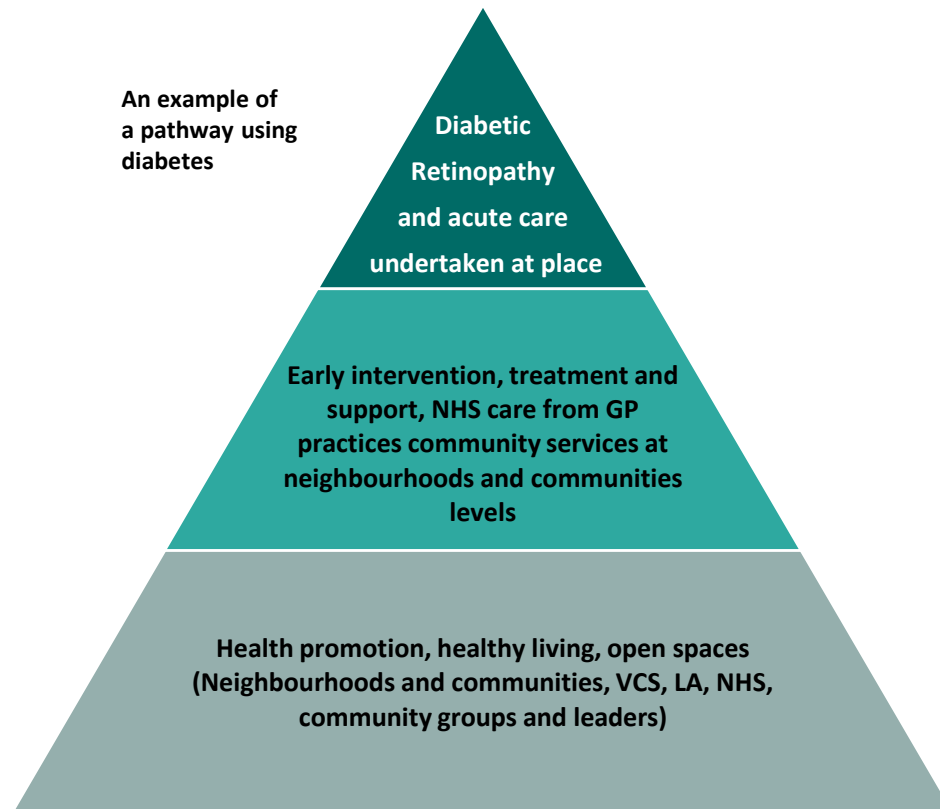 An example of
a pathway using
diabetes
Diabetic
Retinopathy
and acute care
undertaken at place
Early intervention, treatment and
support, NHS care from GP
practices community services at
neighbourhoods and communities
levels
Health promotion, healthy living, open spaces
(Neighbourhoods and communities, VCS, LA, NHS,
community groups and leaders)